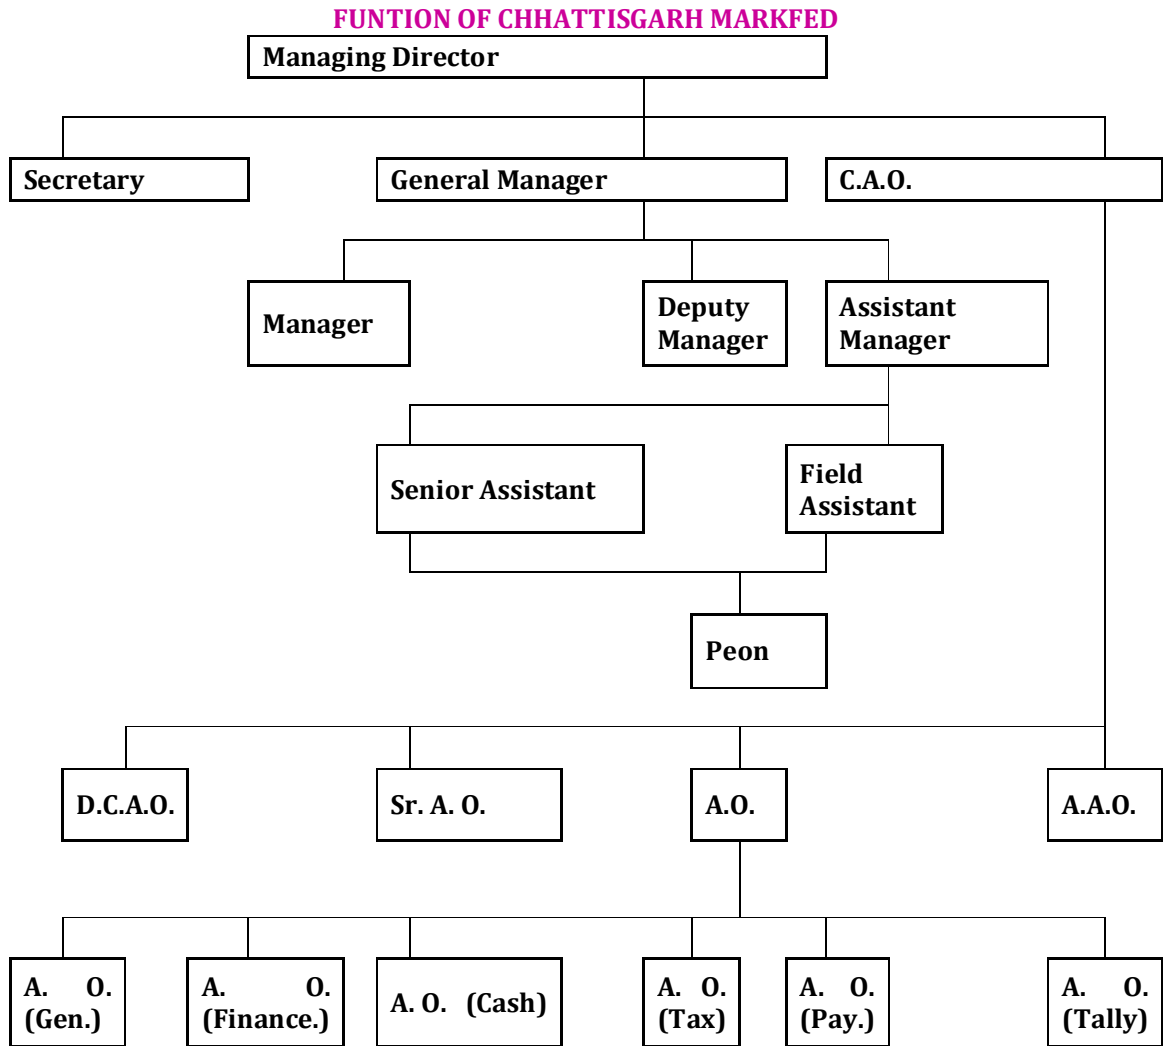 FUNTION OF CHHATTISGARH MARKFED
Managing Director
Secretary
General Manager
C.A.O.
Manager
Deputy
Manager
Assistant
Manager
Senior Assistant
Field
Assistant
Peon
D.C.A.O.
Sr. A. O.
A.O.
A.A.O.
A. O.
(Gen.)
A. O.
(Finance.)
A. O. (Cash)
A. O.
(Tax)
A. O.
(Pay.)
A. O.
(Tally)